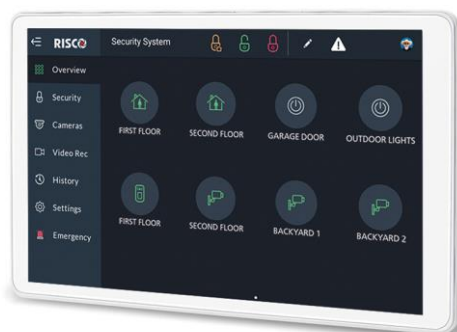 RISCO
Security System
Overview
Security
Cameras
Video Rec
History
Settings
Emergency
FIRST FLOOR
SECOND FLOOR
GARAGE DOOR
OUTDOOR LIGHTS
FIRST FLOOR
SECOND FLOOR
BACKYARD 1
BACKYARD 2